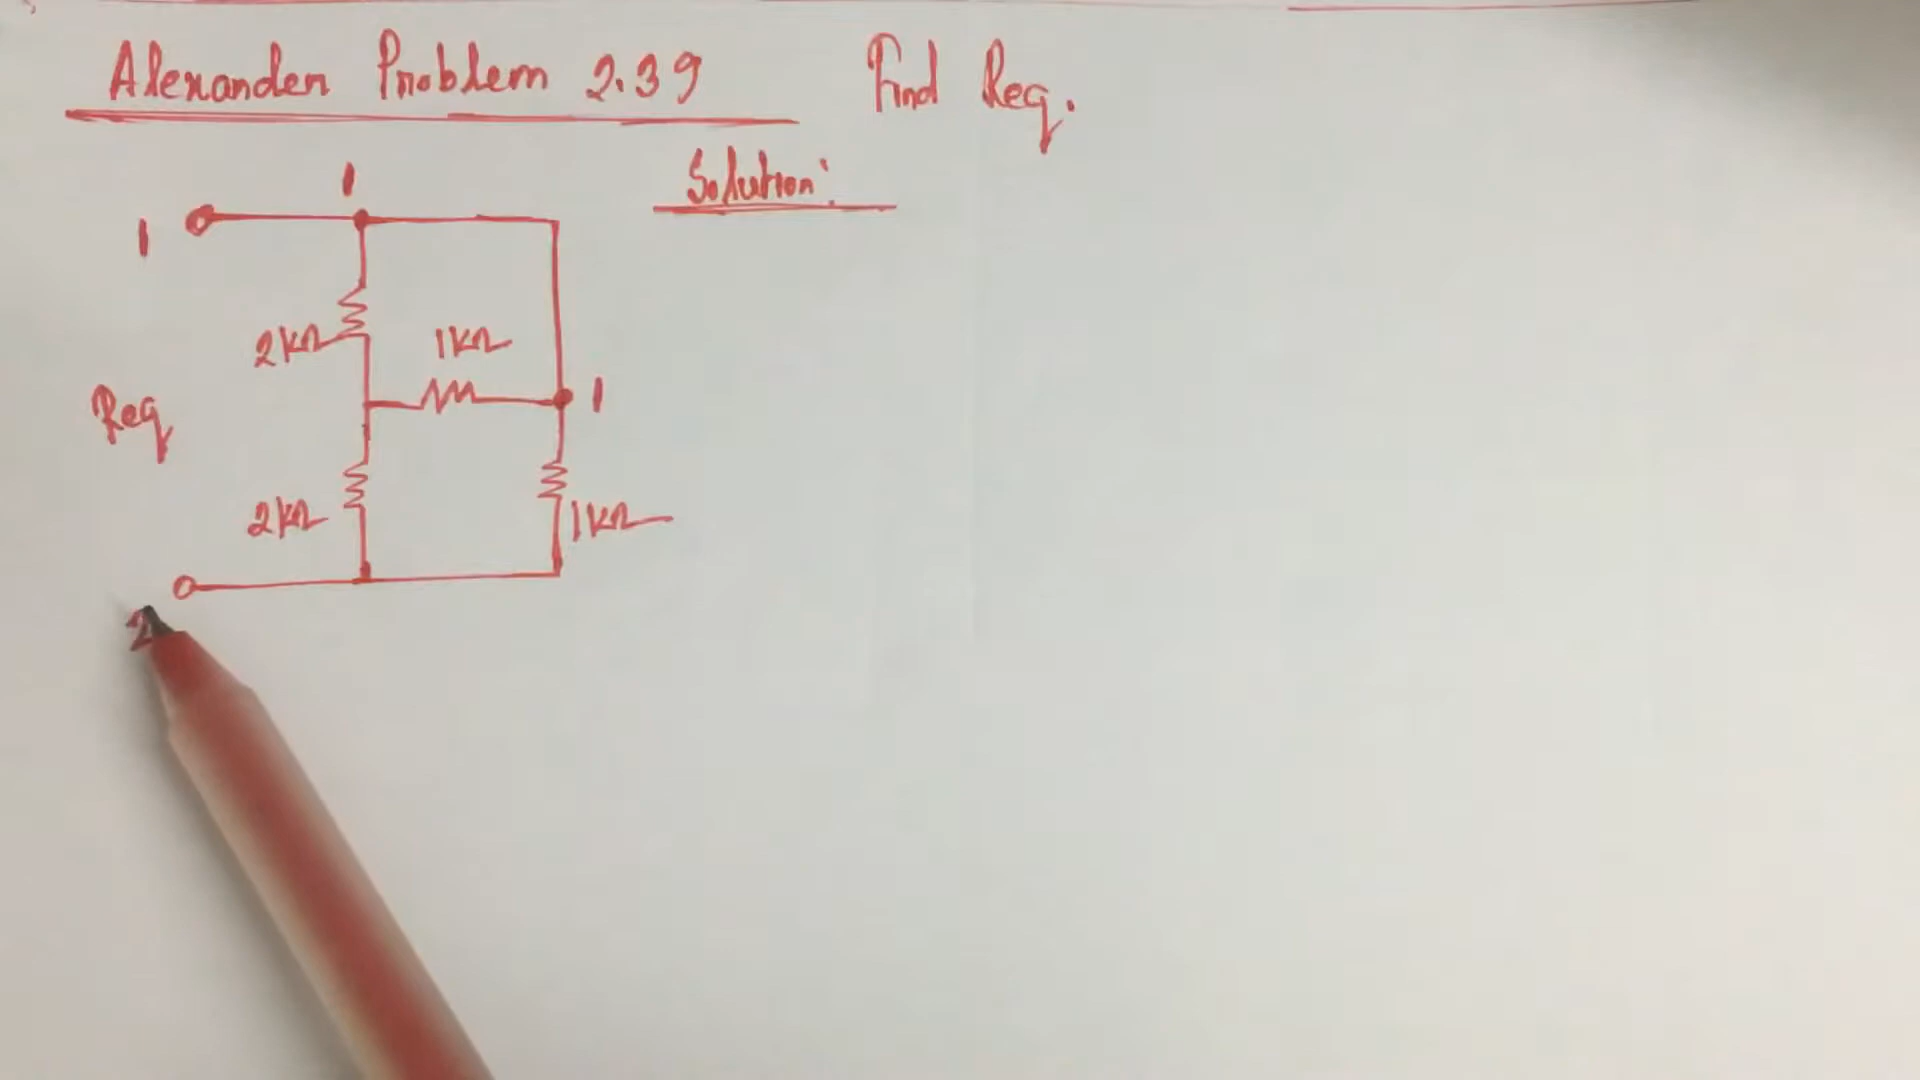 Alexander Problem 2.39 Find Req.
Solution:
1
1
2kΩ 1kΩ
Req 1
2kΩ 1kΩ
2